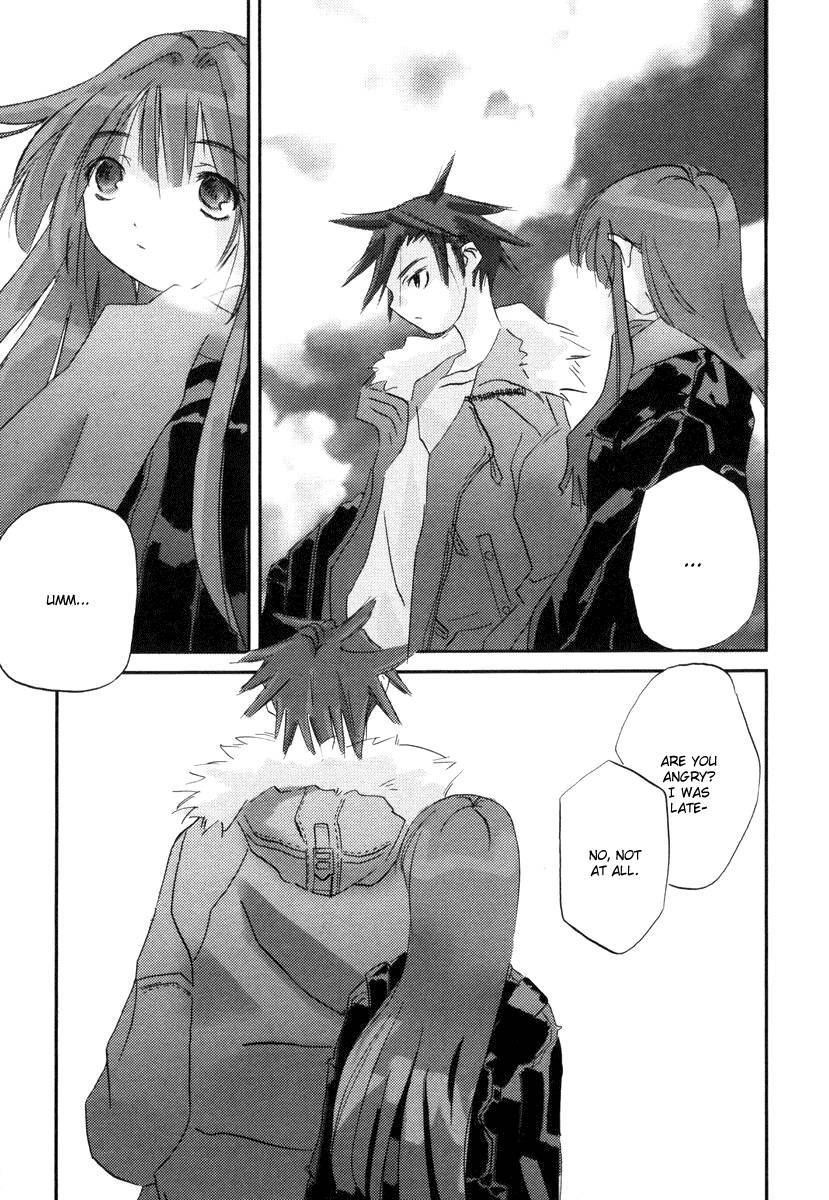 ...
UMM...
ARE YOU
ANGRY?
I WAS
LATE-
NO, NOT
AT ALL.